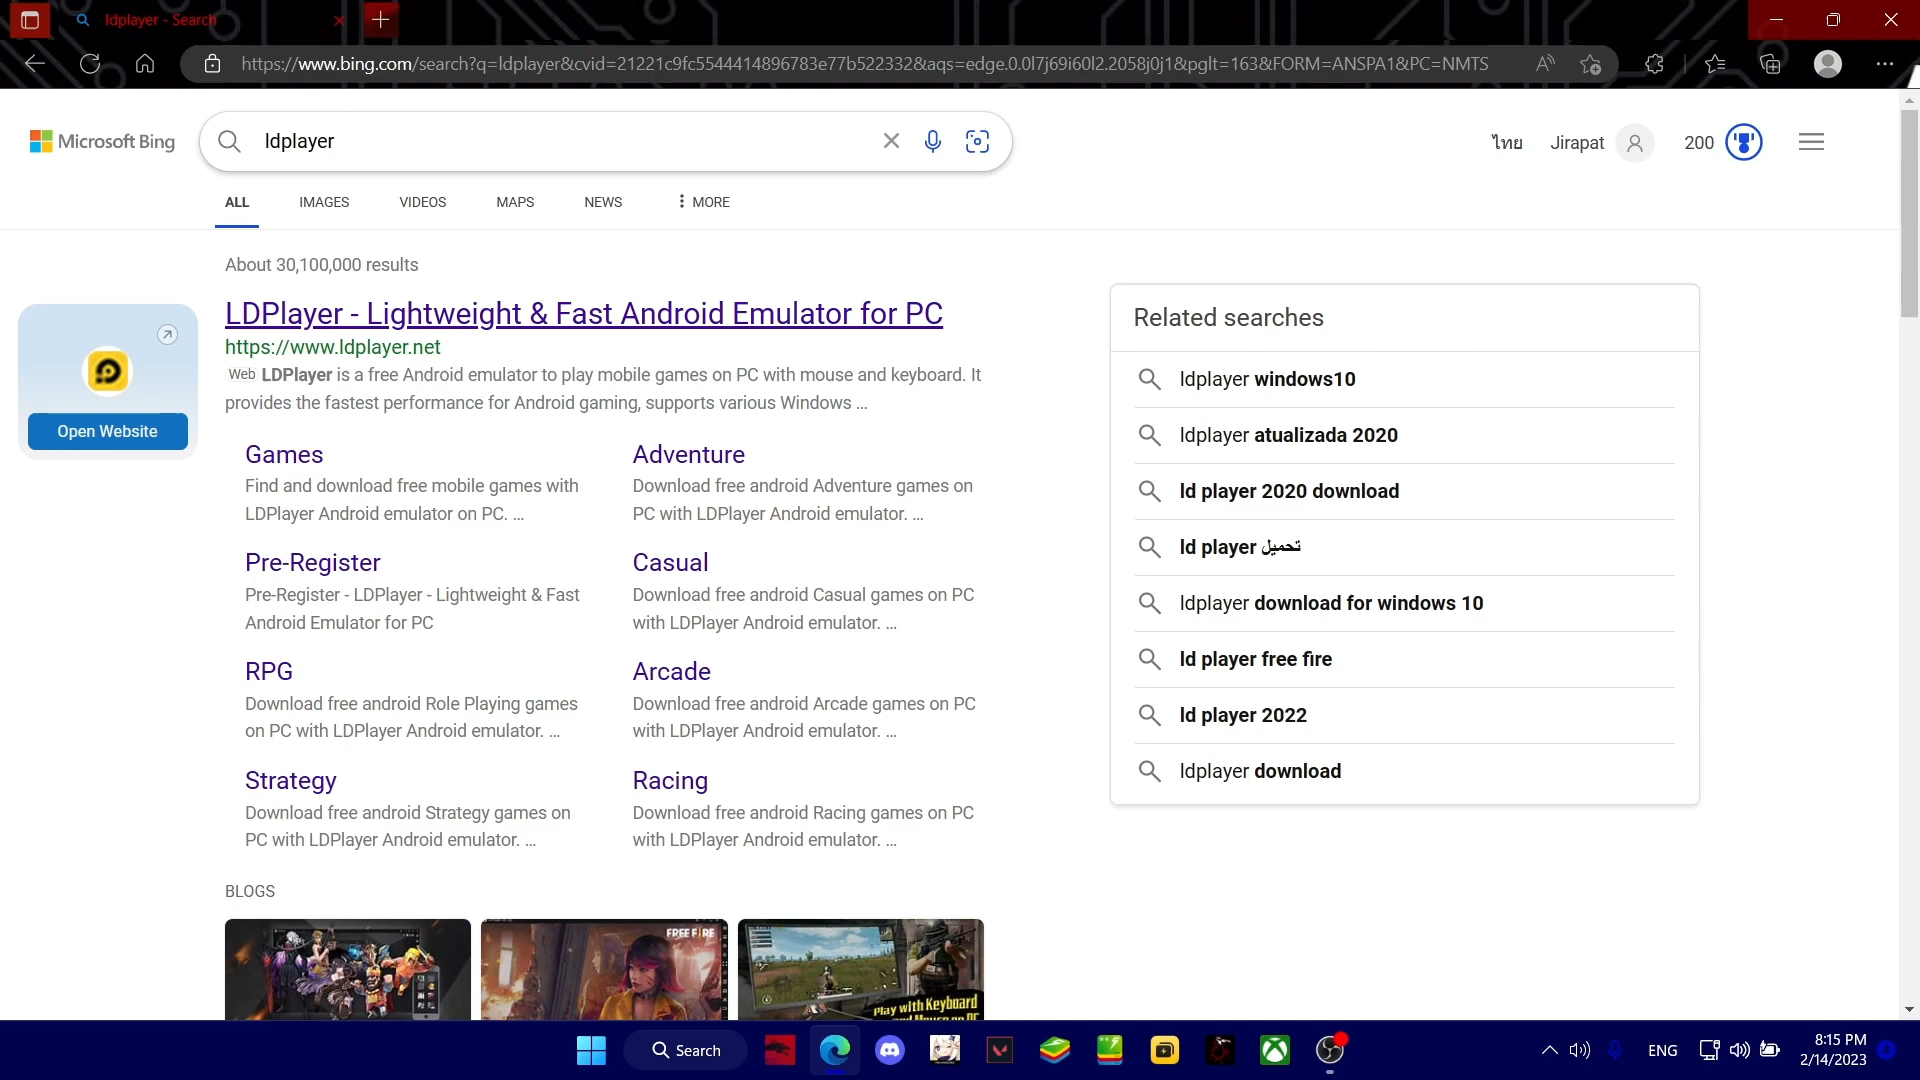 ldplayer - Search
https://www.bing.com/search?q=ldplayer&cvid=21221c9fc5544414896783e77b522332&aqs=edge.0.0l7j69i60l2.2058j0j1&pglt=163&FORM=ANSPA1&PC=NMTS
Microsoft Bing
ldplayer
ไทย
Jirapat
200
ALL
IMAGES
VIDEOS
MAPS
NEWS
MORE
About 30,100,000 results
Open Website
LDPlayer - Lightweight & Fast Android Emulator for PC
https://www.ldplayer.net
Web LDPlayer is a free Android emulator to play mobile games on PC with mouse and keyboard. It
provides the fastest performance for Android gaming, supports various Windows ...
Games
Find and download free mobile games with
LDPlayer Android emulator on PC. ...
Adventure
Download free android Adventure games on
PC with LDPlayer Android emulator. ...
Pre-Register
Pre-Register - LDPlayer - Lightweight & Fast
Android Emulator for PC
Casual
Download free android Casual games on PC
with LDPlayer Android emulator. ...
RPG
Download free android Role Playing games
on PC with LDPlayer Android emulator. ...
Arcade
Download free android Arcade games on PC
with LDPlayer Android emulator. ...
Strategy
Download free android Strategy games on
PC with LDPlayer Android emulator. ...
Racing
Download free android Racing games on PC
with LDPlayer Android emulator. ...
BLOGS
FREE FIRE
Play with Keyboard
and Mouse on PC
Related searches
ldplayer windows10
ldplayer atualizada 2020
ld player 2020 download
ld player تحميل
ldplayer download for windows 10
ld player free fire
ld player 2022
ldplayer download
Search
ENG
8:15 PM
2/14/2023